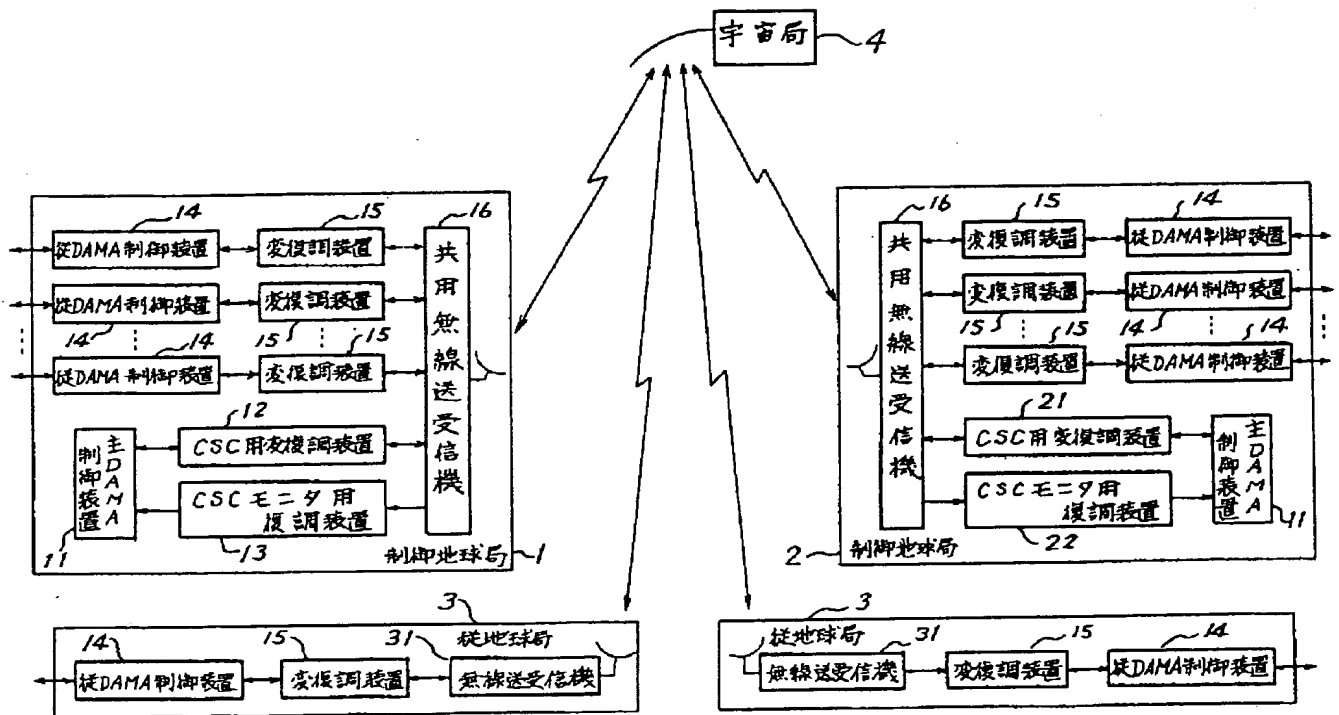 宇宙局
4
14
15
16
従DAMA制御装置
変復調装置
共用無線送受信機
従DAMA制御装置
変復調装置
14
14
15
15
従DAMA制御装置
変復調装置
12
主DAMA
制御装置
CSC用変復調装置
CSCモニタ用
復調装置
11
13
制御地球局
1
16
15
14
共用無線送受信機
変復調装置
従DAMA制御装置
変復調装置
従DAMA制御装置
15
15
14
14
変復調装置
従DAMA制御装置
21
CSC用変復調装置
主DAMA
制御装置
CSCモニタ用
復調装置
11
2
制御地球局
22
3
14
15
31
従地球局
従DAMA制御装置
変復調装置
無線送受信機
3
従地球局
31
15
14
無線送受信機
変復調装置
従DAMA制御装置